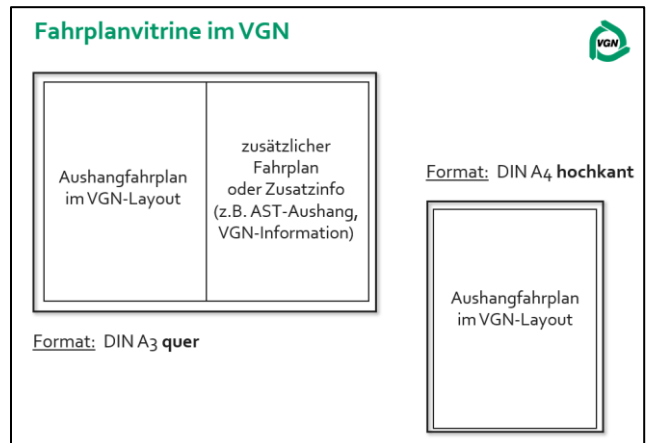 Fahrplanvitrine im VGN
VGN
Aushangfahrplan
im VGN-Layout
zusätzlicher
Fahrplan
oder Zusatzinfo
(z.B. AST-Aushang,
VGN-Information)
Format: DIN A3 quer
Format: DIN A4 hochkant
Aushangfahrplan
im VGN-Layout